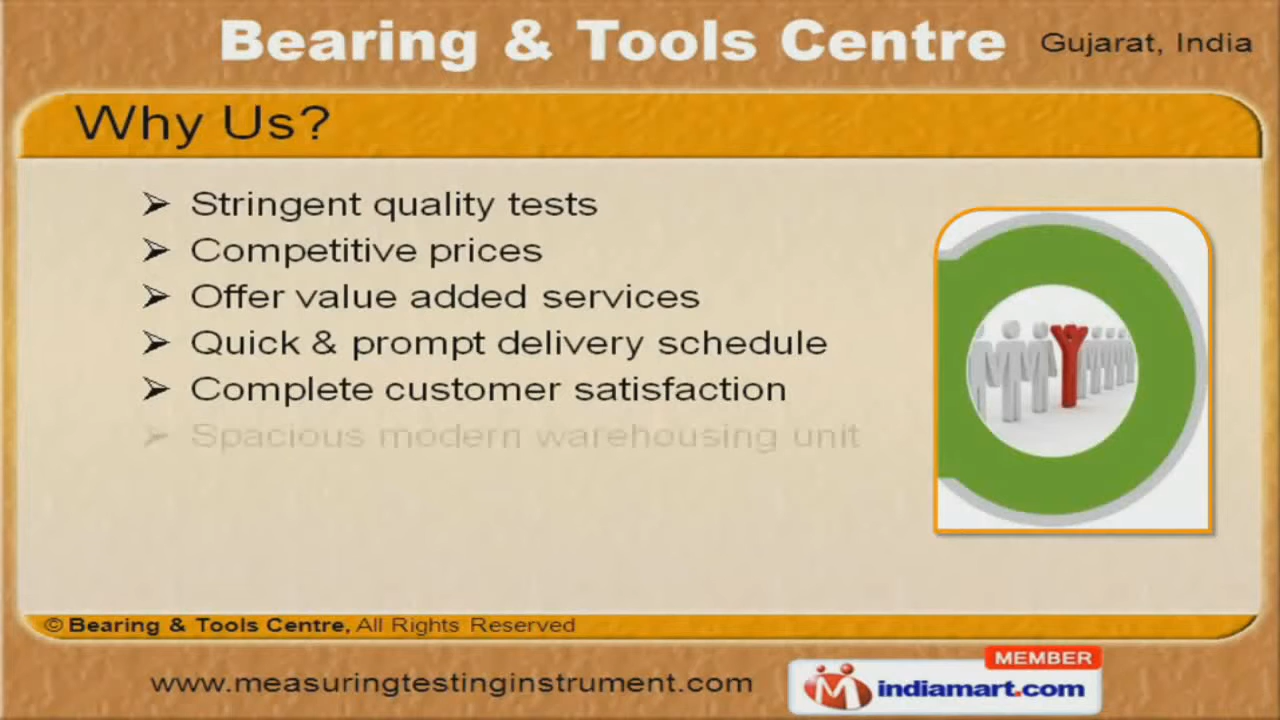 Bearing & Tools Centre Gujarat, India
Why Us?
➢ Stringent quality tests
➢ Competitive prices
➢ Offer value added services
➢ Quick & prompt delivery schedule
➢ Complete customer satisfaction
➢ Spacious modern warehousing unit
© Bearing & Tools Centre, All Rights Reserved
MEMBER
www.measuringtestinginstrument.com indiamart.com